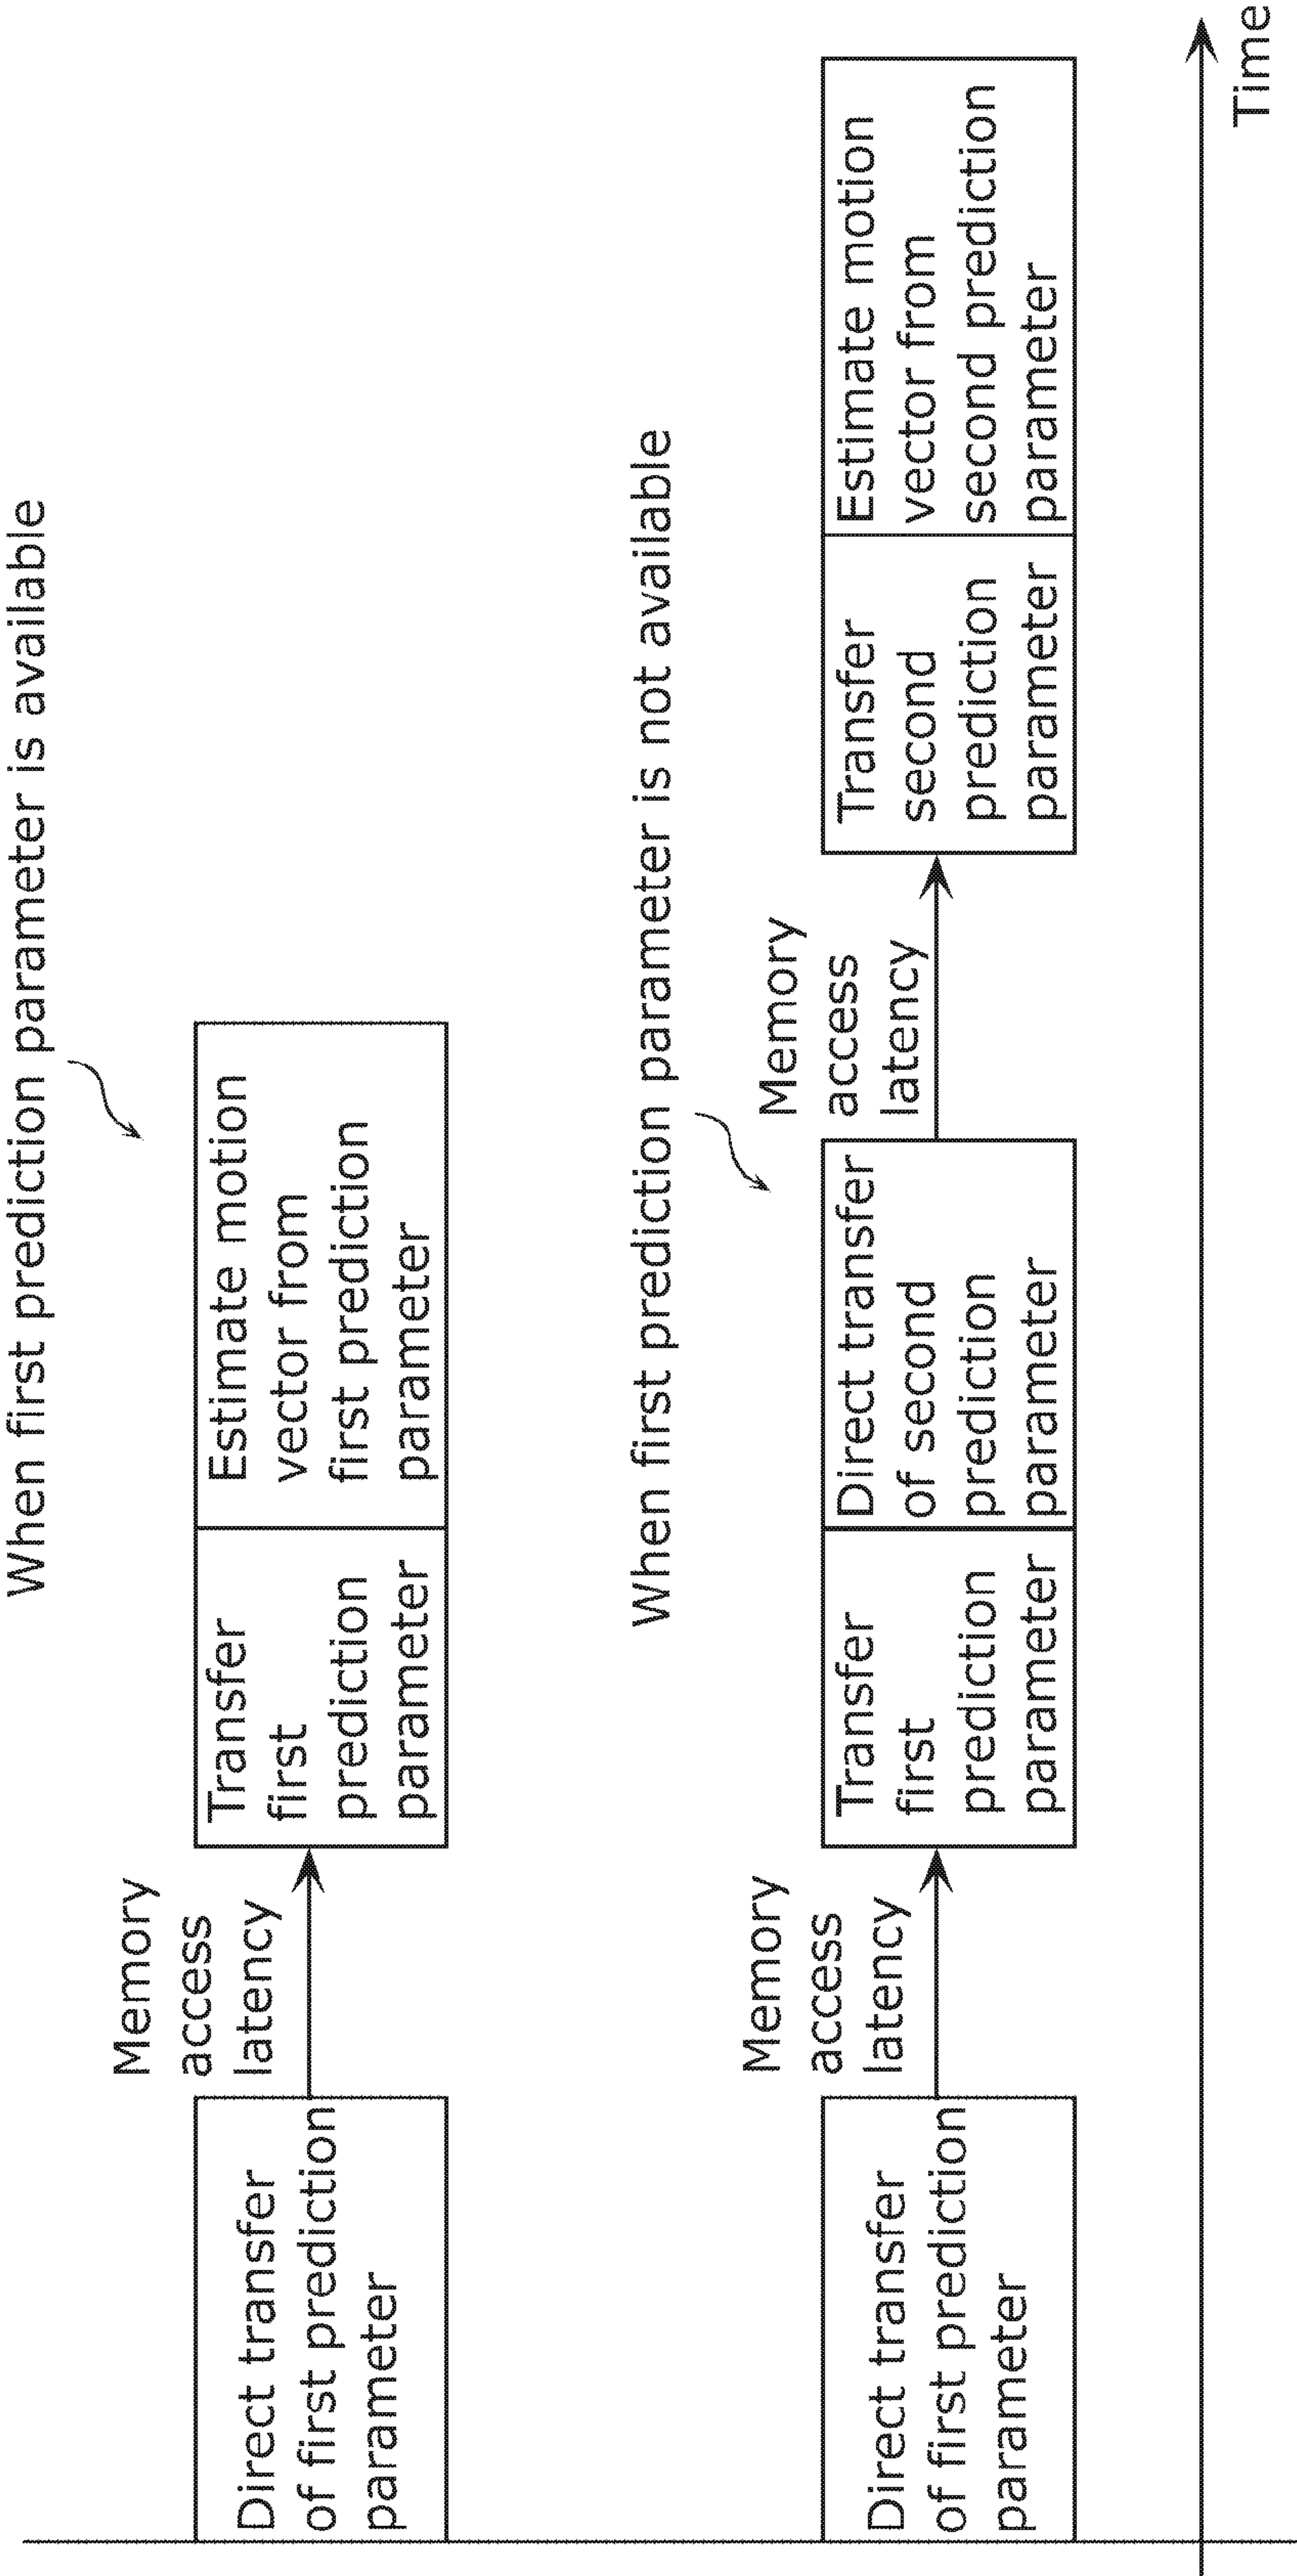 When first prediction parameter is available
Direct transfer
of first prediction
parameter
Memory
access
latency
Transfer
first
prediction
parameter
Estimate motion
vector from
first prediction
parameter
When first prediction parameter is not available
Direct transfer
of first prediction
parameter
Memory
access
latency
Transfer
first
prediction
parameter
Direct transfer
of second
prediction
parameter
Memory
access
latency
Transfer
second
prediction
parameter
Estimate motion
vector from
second prediction
parameter
Time